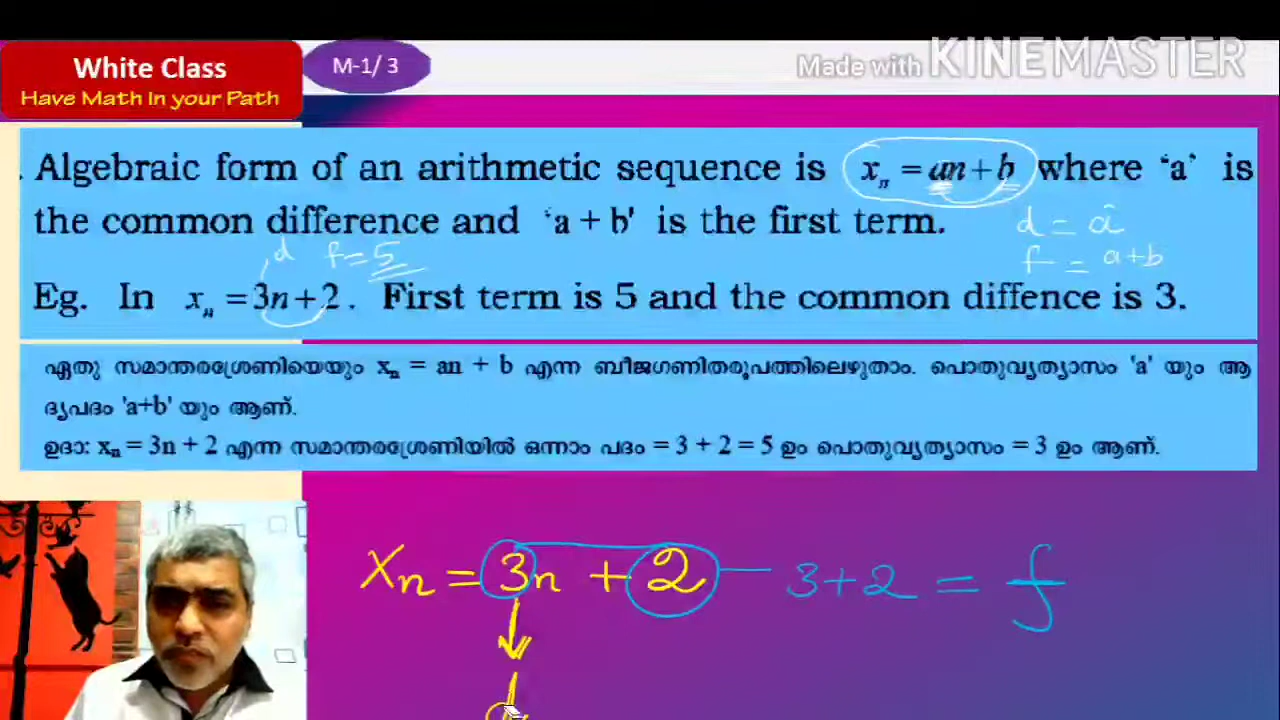 White Class
Have Math In your Path
M-1/ 3
Made with KINEMASTER
Algebraic form of an arithmetic sequence is xₙ = an + b where 'a' is
the common difference and 'a + b' is the first term.
d = a
f = a+b
d f = 5
Eg. In xₙ = 3n + 2. First term is 5 and the common diffence is 3.
ഏതു സമാന്തരശ്രേണിയെയും xₙ = an + b എന്ന ബീജഗണിതരൂപത്തിലെഴുതാം. പൊതുവ്യത്യാസം 'a' യും ആ
ദ്യപദം 'a+b' യും ആണ്.
ഉദാ: xₙ = 3n + 2 എന്ന സമാന്തരശ്രേണിയിൽ ഒന്നാം പദം = 3 + 2 = 5 ഉം പൊതുവ്യത്യാസം = 3 ഉം ആണ്.
Xn = 3n + 2 — 3+2 = f